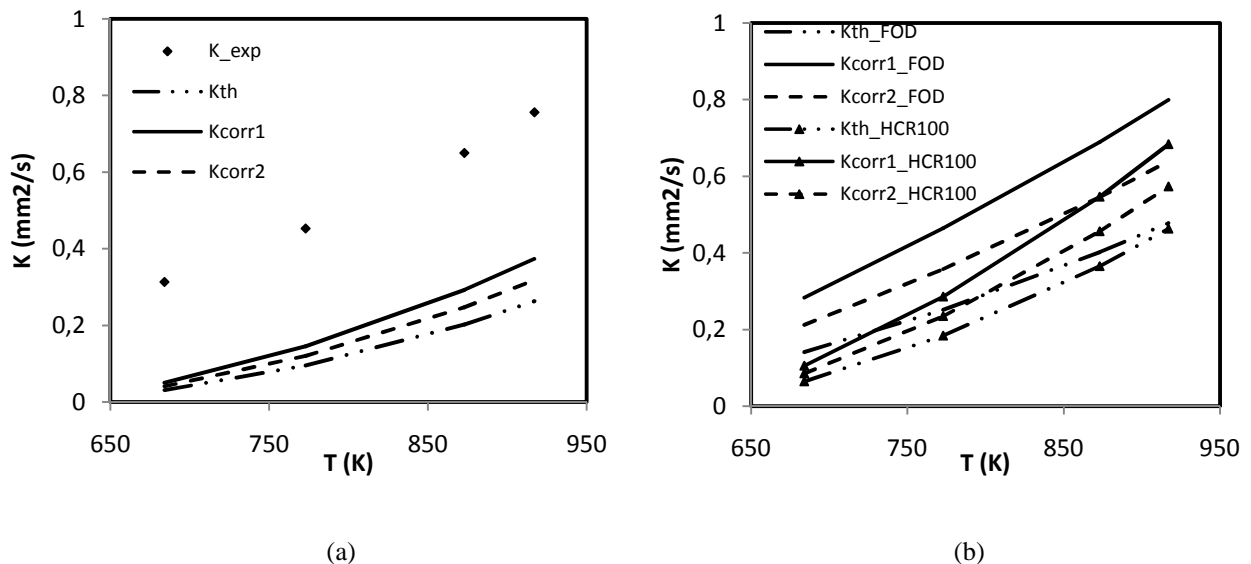 1
0,8
0,6
0,4
0,2
0
K (mm2/s)
K_exp
Kth
Kcorr1
Kcorr2
650 750 850 950
T (K)
(a)
1
0,8
0,6
0,4
0,2
0
K (mm2/s)
Kth_FOD
Kcorr1_FOD
Kcorr2_FOD
Kth_HCR100
Kcorr1_HCR100
Kcorr2_HCR100
650 750 850 950
T (K)
(b)